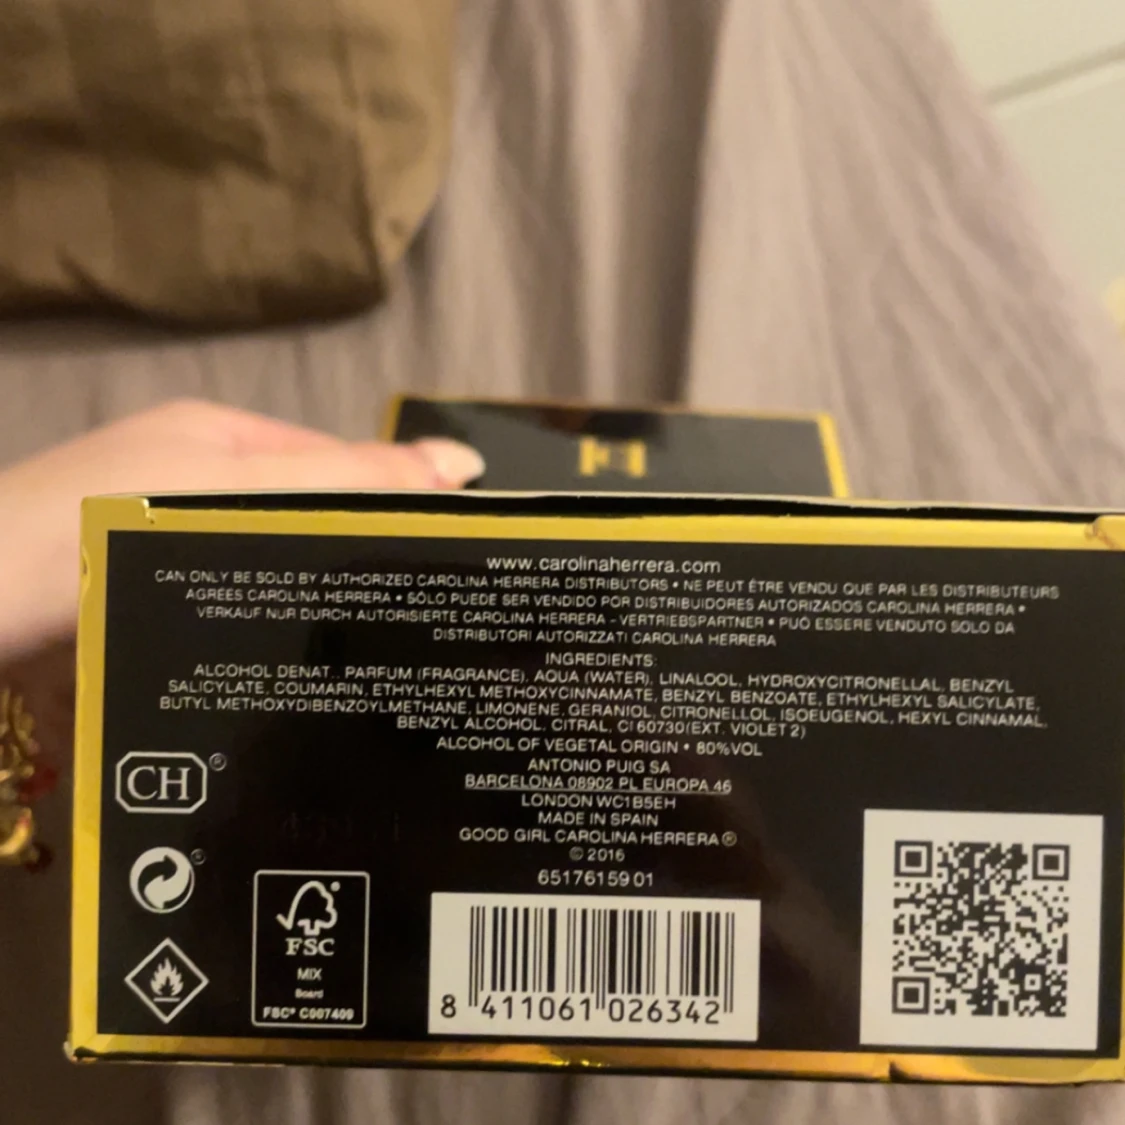 www.carolinaherrera.com
CAN ONLY BE SOLD BY AUTHORIZED CAROLINA HERRERA DISTRIBUTORS • NE PEUT ÊTRE VENDU QUE PAR LES DISTRIBUTEURS
AGRÉES CAROLINA HERRERA • SÓLO PUEDE SER VENDIDO POR DISTRIBUIDORES AUTORIZADOS CAROLINA HERRERA •
VERKAUF NUR DURCH AUTORISIERTE CAROLINA HERRERA - VERTRIEBSPARTNER • PUÒ ESSERE VENDUTO SOLO DA
DISTRIBUTORI AUTORIZZATI CAROLINA HERRERA
INGREDIENTS:
ALCOHOL DENAT., PARFUM (FRAGRANCE), AQUA (WATER), LINALOOL, HYDROXYCITRONELLAL, BENZYL
SALICYLATE, COUMARIN, ETHYLHEXYL METHOXYCINNAMATE, BENZYL BENZOATE, ETHYLHEXYL SALICYLATE,
BUTYL METHOXYDIBENZOYLMETHANE, LIMONENE, GERANIOL, CITRONELLOL, ISOEUGENOL, HEXYL CINNAMAL,
BENZYL ALCOHOL, CITRAL, CI 60730(EXT. VIOLET 2)
ALCOHOL OF VEGETAL ORIGIN • 80%VOL
ANTONIO PUIG SA
BARCELONA 08902 PL EUROPA 46
LONDON WC1B5EH
MADE IN SPAIN
GOOD GIRL CAROLINA HERRERA ®
© 2016
6517615901
CH ®
FSC
MIX
Board
FSC® C007409
8 411061 026342